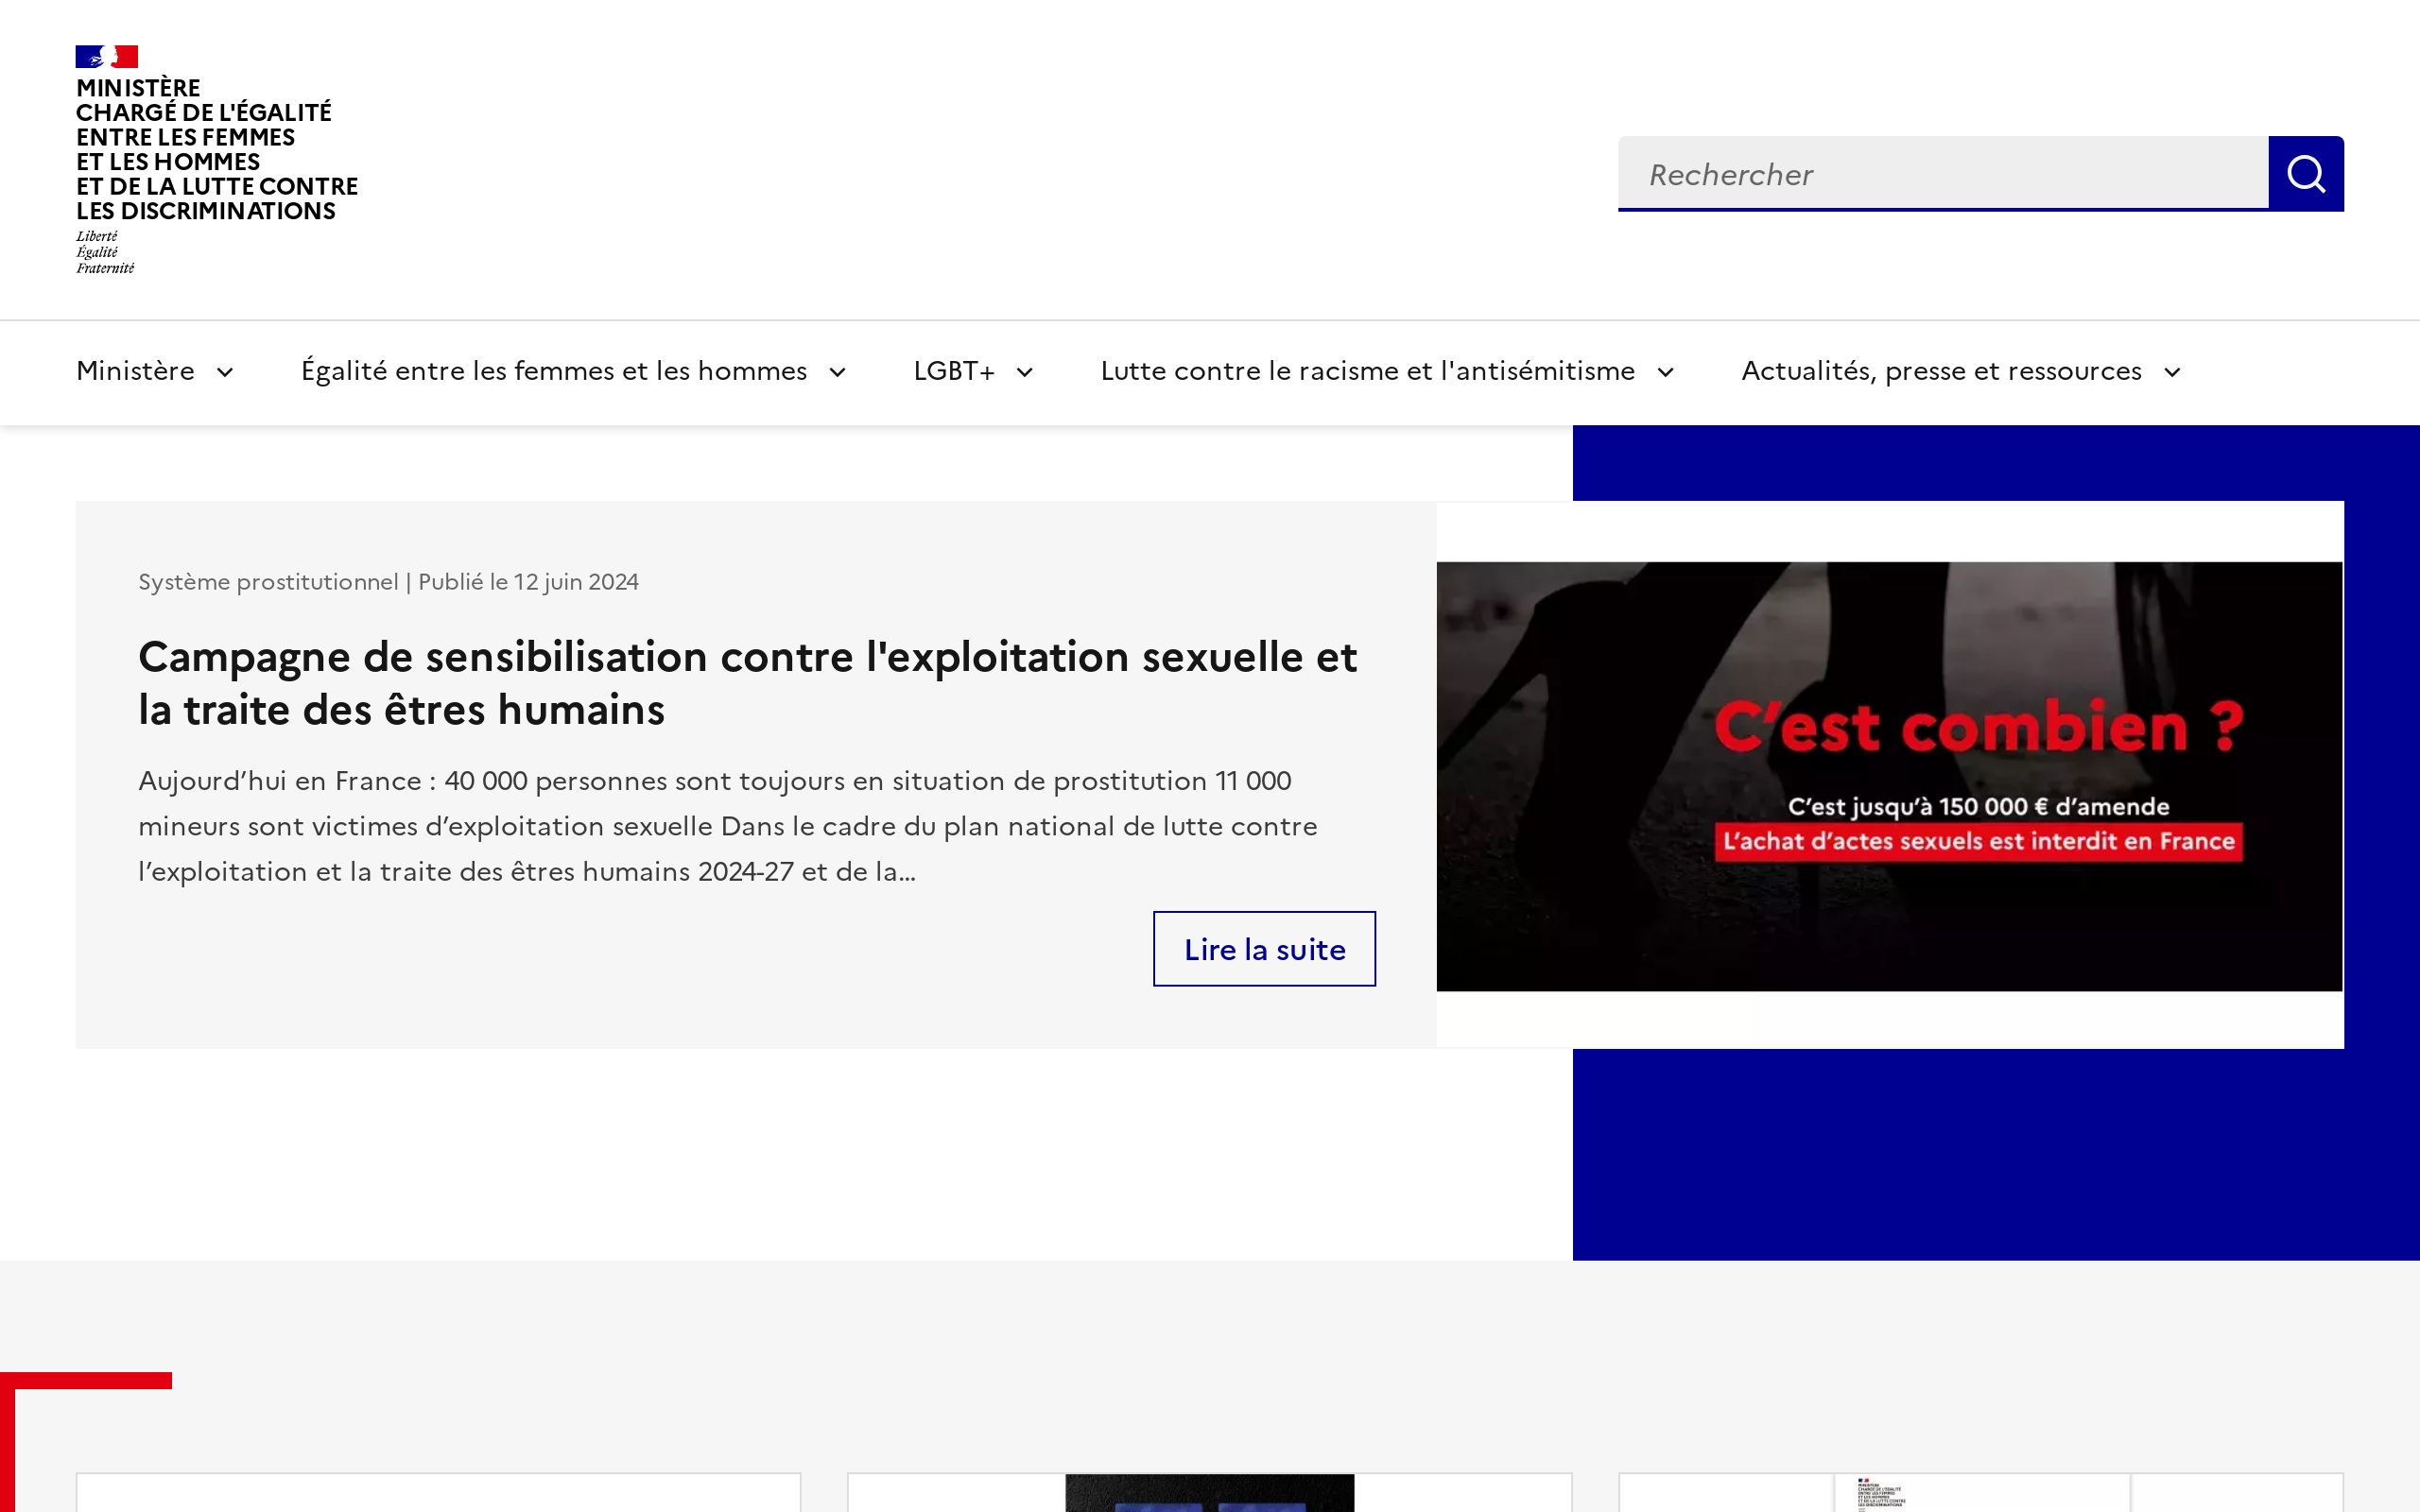 MINISTÈRE
CHARGÉ DE L'ÉGALITÉ
ENTRE LES FEMMES
ET LES HOMMES
ET DE LA LUTTE CONTRE
LES DISCRIMINATIONS
Liberté
Égalité
Fraternité
Rechercher
Ministère
Égalité entre les femmes et les hommes
LGBT+
Lutte contre le racisme et l'antisémitisme
Actualités, presse et ressources
Système prostitutionnel | Publié le 12 juin 2024
Campagne de sensibilisation contre l'exploitation sexuelle et
la traite des êtres humains
Aujourd’hui en France : 40 000 personnes sont toujours en situation de prostitution 11 000
mineurs sont victimes d’exploitation sexuelle Dans le cadre du plan national de lutte contre
l’exploitation et la traite des êtres humains 2024-27 et de la…
Lire la suite
C’est combien ?
C’est jusqu’à 150 000 € d’amende
L’achat d’actes sexuels est interdit en France